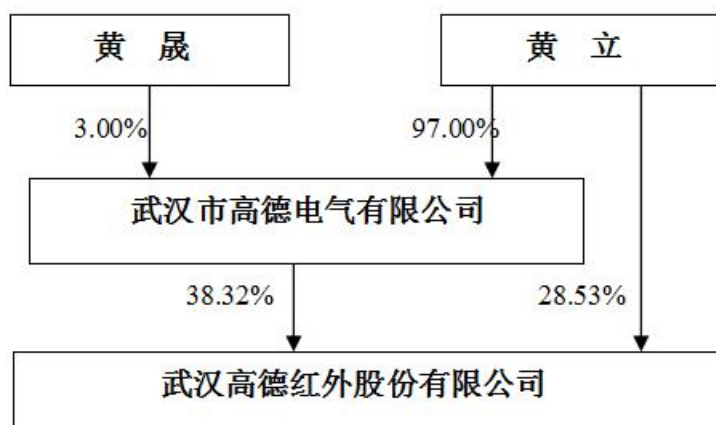 黄 晟
黄 立
3.00%
97.00%
武汉市高德电气有限公司
38.32%
28.53%
武汉高德红外股份有限公司